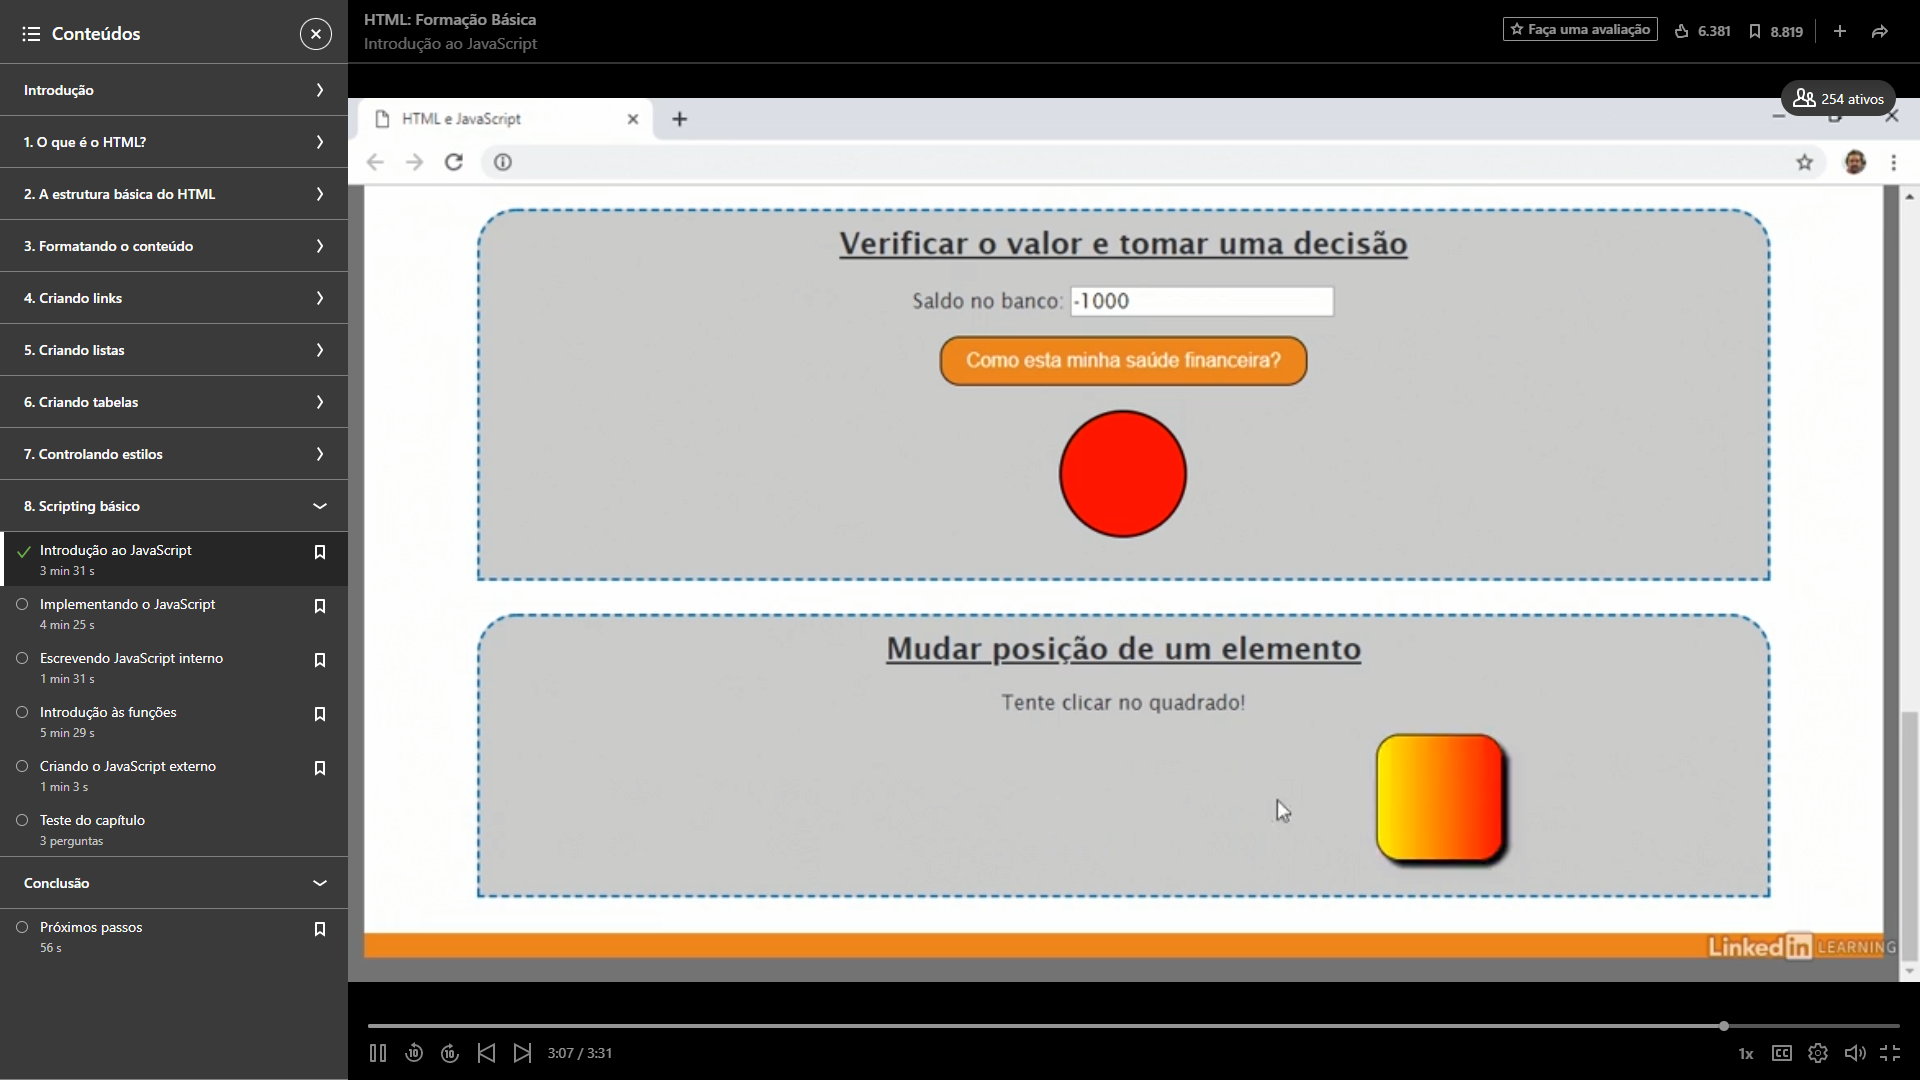 Conteúdos
Introdução
1. O que é o HTML?
2. A estrutura básica do HTML
3. Formatando o conteúdo
4. Criando links
5. Criando listas
6. Criando tabelas
7. Controlando estilos
8. Scripting básico
Introdução ao JavaScript
3 min 31 s
Implementando o JavaScript
4 min 25 s
Escrevendo JavaScript interno
1 min 31 s
Introdução às funções
5 min 29 s
Criando o JavaScript externo
1 min 3 s
Teste do capítulo
3 perguntas
Conclusão
Próximos passos
56 s
HTML: Formação Básica
Introdução ao JavaScript
Faça uma avaliação
6.381
8.819
254 ativos
HTML e JavaScript
Verificar o valor e tomar uma decisão
Saldo no banco: -1000
Como esta minha saúde financeira?
Mudar posição de um elemento
Tente clicar no quadrado!
Linked in LEARNING
10
10
3:07 / 3:31
1x
CC